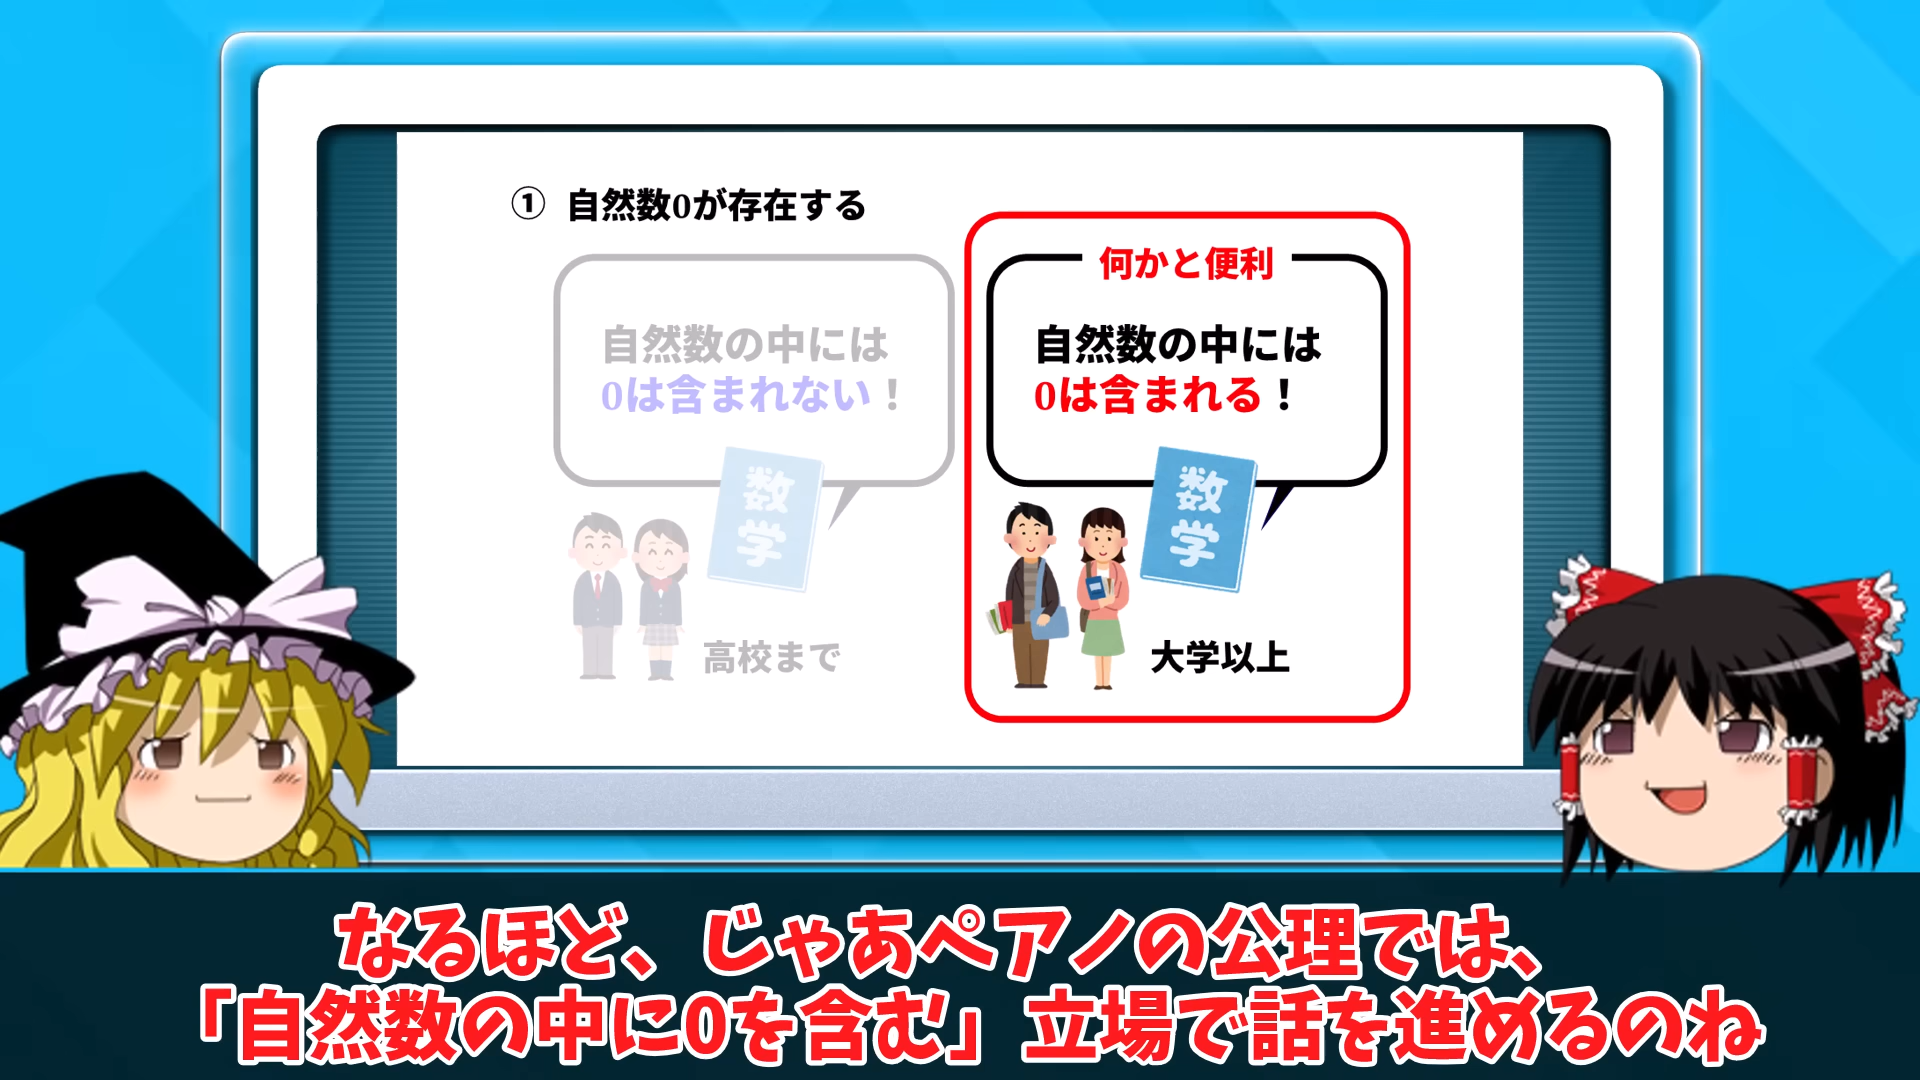 ① 自然数0が存在する
自然数の中には
0は含まれない！
数学
高校まで
何かと便利
自然数の中には
0は含まれる！
数学
大学以上
なるほど、じゃあペアノの公理では、
「自然数の中に0を含む」立場で話を進めるのね